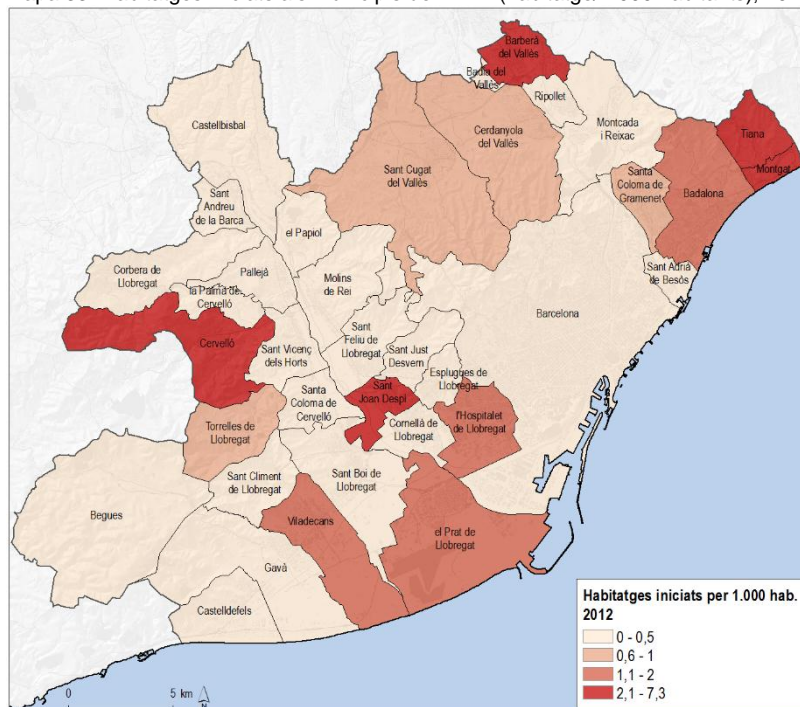 Barberà
del Vallès
Badia del
Vallès
Ripollet
Castellbisbal
Cerdanyola
del Vallès
Montcada
i Reixac
Tiana
Montgat
Sant Cugat
del Vallès
Santa
Coloma de
Gramenet
Badalona
Sant
Andreu
de la Barca
el Papiol
Corbera de
Llobregat
Pallejà
la Palma de
Cervelló
Molins
de Rei
Sant Adrià
de Besòs
Barcelona
Cervelló
Sant Vicenç
dels Horts
Sant
Feliu de
Llobregat
Sant Just
Desvern
Esplugues de
Llobregat
Santa
Coloma de
Cervelló
Sant
Joan Despí
Cornellà de
Llobregat
l'Hospitalet
de Llobregat
Torrelles de
Llobregat
Sant Climent
de Llobregat
Sant Boi de
Llobregat
Begues
Viladecans
el Prat de
Llobregat
Gavà
Castelldefels
Habitatges iniciats per 1.000 hab.
2012
0 - 0,5
0,6 - 1
1,1 - 2
2,1 - 7,3
0 5 km
N